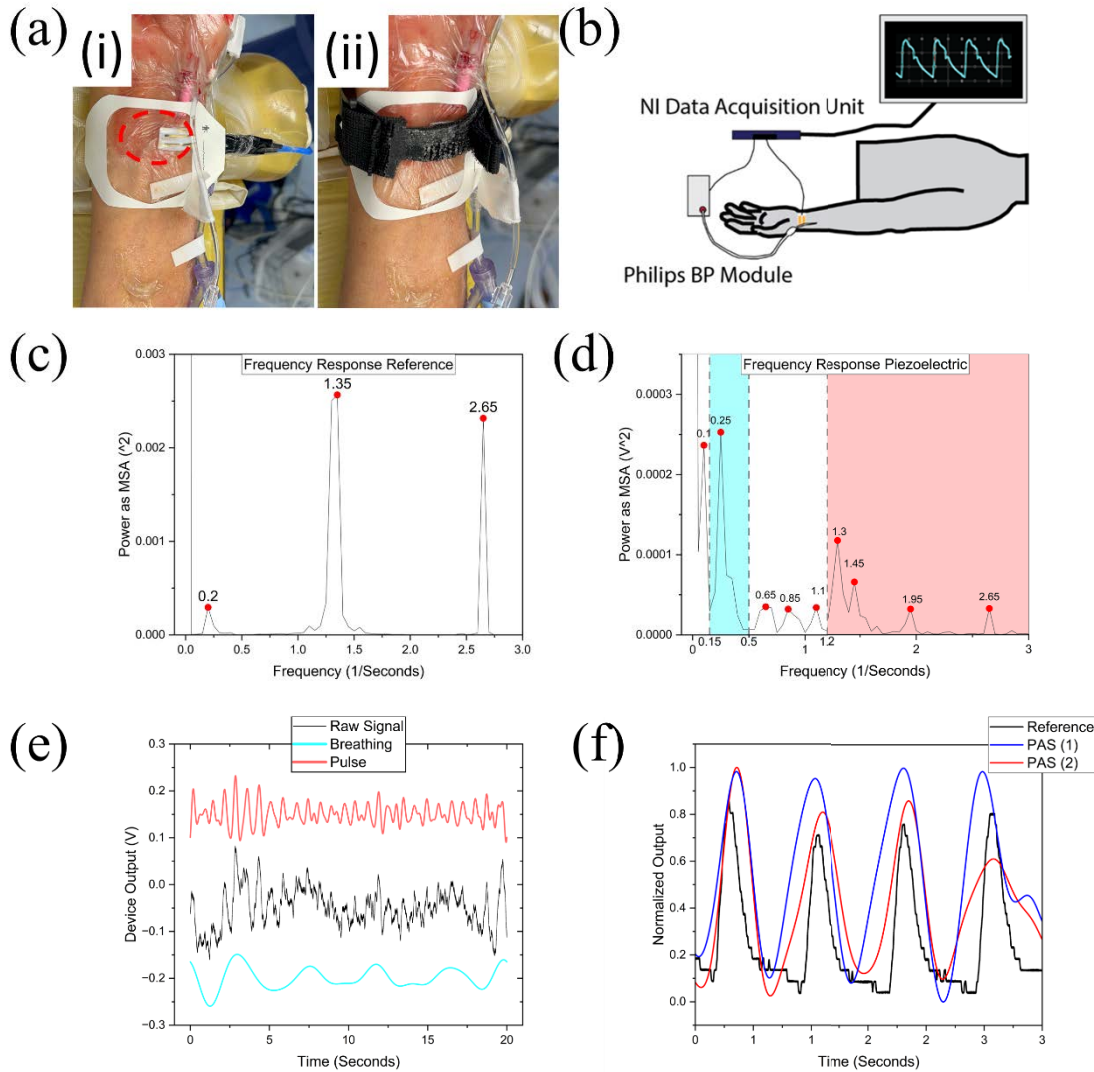 (a)
(i)
(ii)
(b)
NI Data Acquisition Unit
Philips BP Module
(c)
Frequency Response Reference
0.003
0.002
0.001
0.000
Power as MSA (^2)
0.2
1.35
2.65
0.0
0.5
1.0
1.5
2.0
2.5
3.0
Frequency (1/Seconds)
(d)
Frequency Response Piezoelectric
0.0003
0.0002
0.0001
0.0000
Power as MSA (V^2)
0.1
0.25
0.65
0.85
1.1
1.3
1.45
1.95
2.65
0
0.15
0.5
1
1.2
2
3
Frequency (1/Seconds)
(e)
Raw Signal
Breathing
Pulse
0.3
0.2
0.1
0.0
-0.1
-0.2
-0.3
Device Output (V)
0
5
10
15
20
Time (Seconds)
(f)
Reference
PAS (1)
PAS (2)
1.0
0.8
0.6
0.4
0.2
0.0
Normalized Output
0
1
1
2
2
3
3
Time (Seconds)